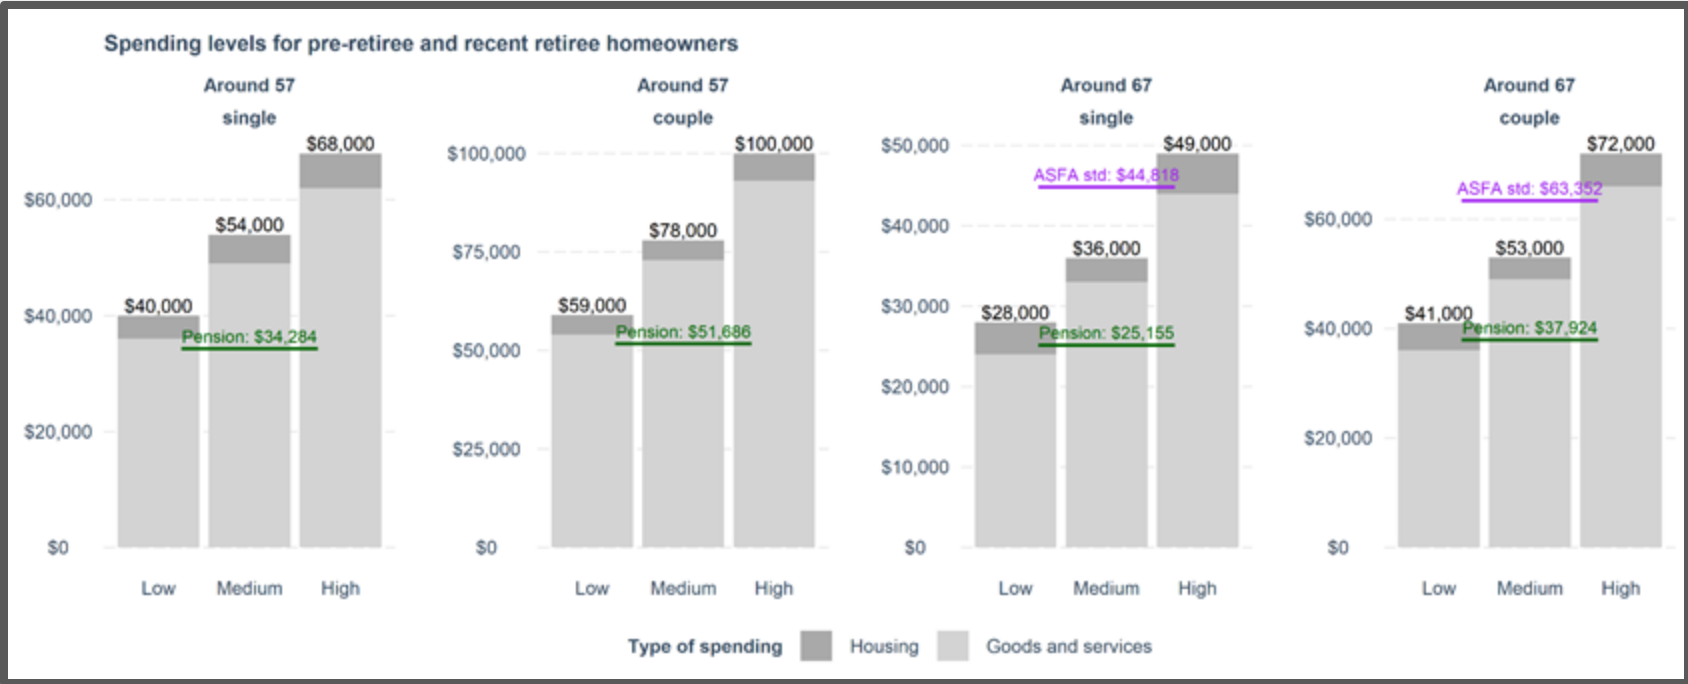 Spending levels for pre-retiree and recent retiree homeowners
Around 57
single
$68,000
$60,000
$54,000
$40,000
$40,000
Pension: $34,284
$20,000
$0
Low Medium High
Around 57
couple
$100,000
$100,000
$78,000
$75,000
$59,000
Pension: $51,686
$50,000
$25,000
$0
Low Medium High
Around 67
single
$50,000
$49,000
ASFA std: $44,818
$40,000
$36,000
$30,000
$28,000
Pension: $25,155
$20,000
$10,000
$0
Low Medium High
Around 67
couple
$72,000
ASFA std: $63,352
$60,000
$53,000
$41,000
$40,000
Pension: $37,924
$20,000
$0
Low Medium High
Type of spending Housing Goods and services